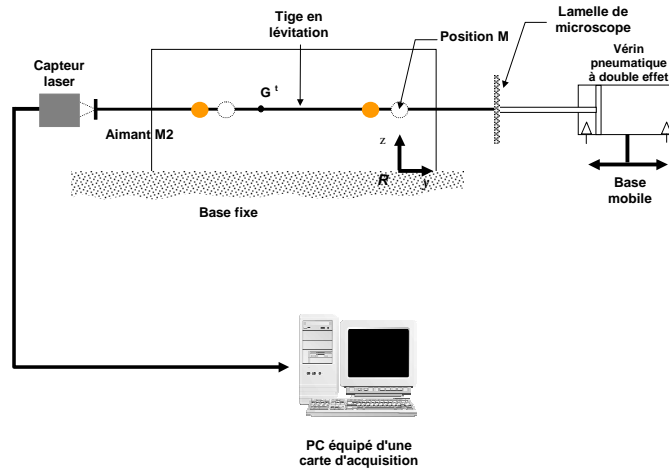 Lamelle de
microscope
Tige en
lévitation
Position M
Vérin
pneumatique
à double effet
Capteur
laser
G t
Aimant M2
z
R
y
Base fixe
Base
mobile
PC équipé d'une
carte d'acquisition